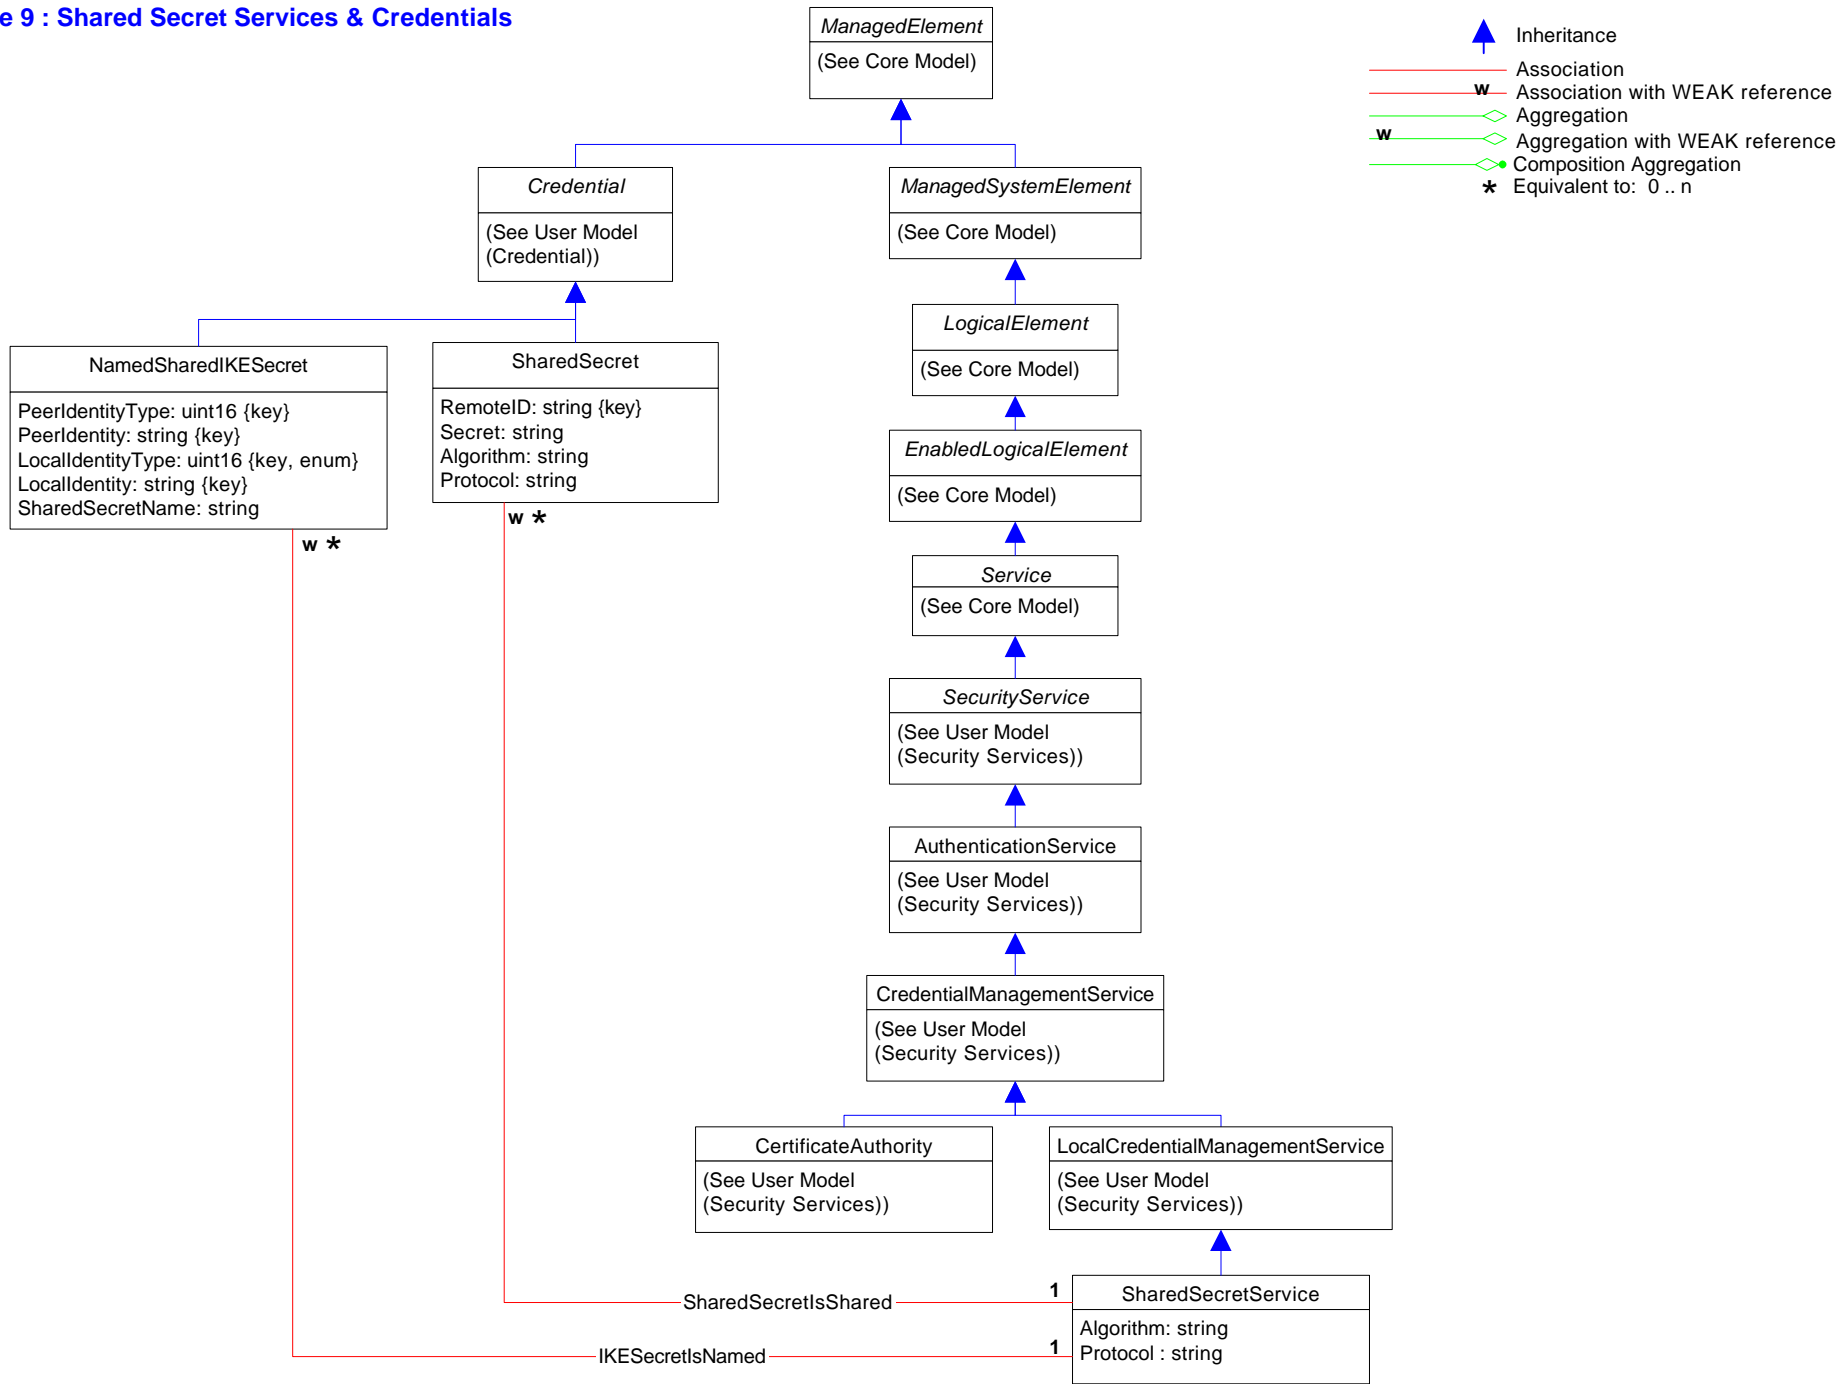 e 9 : Shared Secret Services & Credentials
ManagedElement
(See Core Model)
Inheritance
Association
w
Association with WEAK reference
Aggregation
w
Aggregation with WEAK reference
Composition Aggregation
* Equivalent to: 0 .. n
Credential
(See User Model
(Credential))
ManagedSystemElement
(See Core Model)
LogicalElement
(See Core Model)
NamedSharedIKESecret
PeerIdentityType: uint16 {key}
PeerIdentity: string {key}
LocalIdentityType: uint16 {key, enum}
LocalIdentity: string {key}
SharedSecretName: string
w *
SharedSecret
RemoteID: string {key}
Secret: string
Algorithm: string
Protocol: string
w *
EnabledLogicalElement
(See Core Model)
Service
(See Core Model)
SecurityService
(See User Model
(Security Services))
AuthenticationService
(See User Model
(Security Services))
CredentialManagementService
(See User Model
(Security Services))
CertificateAuthority
(See User Model
(Security Services))
LocalCredentialManagementService
(See User Model
(Security Services))
SharedSecretIsShared
1
IKESecretIsNamed
1
SharedSecretService
Algorithm: string
Protocol : string